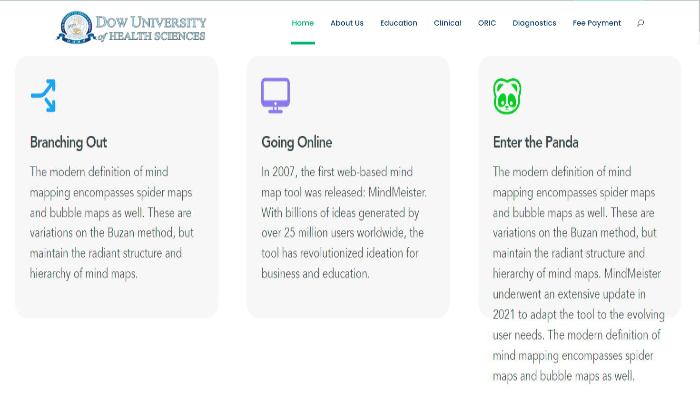 DOW UNIVERSITY
of HEALTH SCIENCES
Home About Us Education Clinical ORIC Diagnostics Fee Payment
Branching Out
The modern definition of mind
mapping encompasses spider maps
and bubble maps as well. These are
variations on the Buzan method, but
maintain the radiant structure and
hierarchy of mind maps.
Going Online
In 2007, the first web-based mind
map tool was released: MindMeister.
With billions of ideas generated by
over 25 million users worldwide, the
tool has revolutionized ideation for
business and education.
Enter the Panda
The modern definition of mind
mapping encompasses spider maps
and bubble maps as well. These are
variations on the Buzan method, but
maintain the radiant structure and
hierarchy of mind maps. MindMeister
underwent an extensive update in
2021 to adapt the tool to the evolving
user needs. The modern definition of
mind mapping encompasses spider
maps and bubble maps as well.